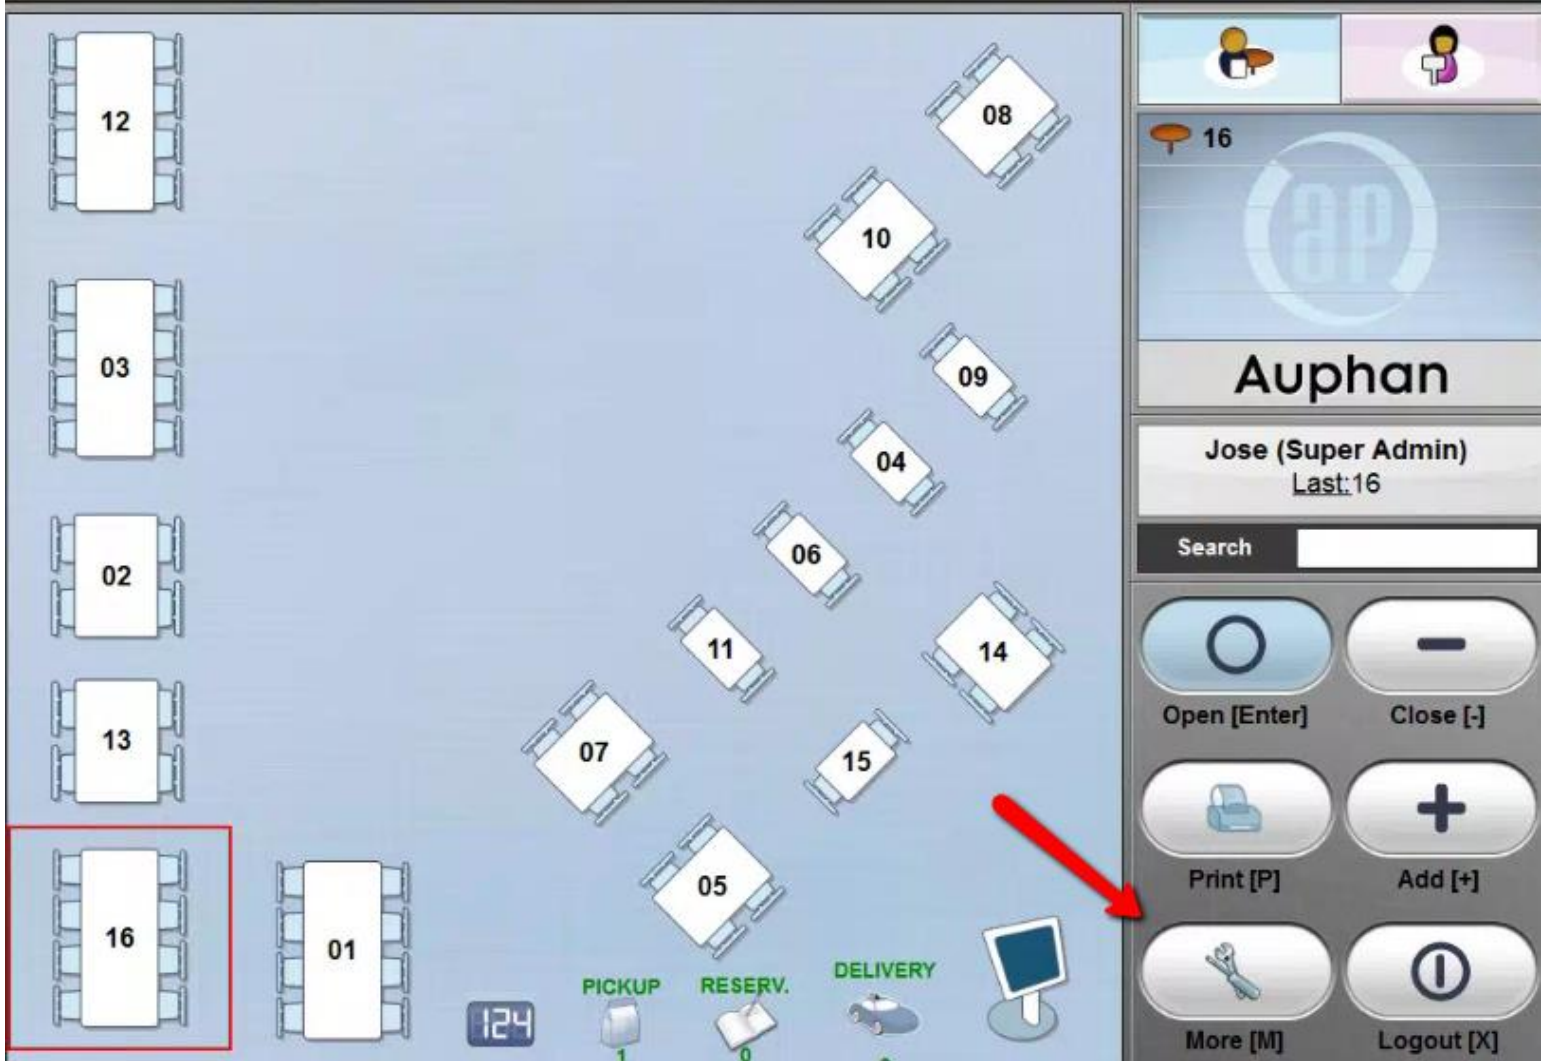 12
08
16
10
03
09
Auphan
04
Jose (Super Admin)
Last:16
Search
06
02
11
14
Open [Enter]
Close [-]
13
07
15
Print [P]
Add [+]
05
16
01
PICKUP
RESERV.
DELIVERY
124
1
0
More [M]
Logout [X]
ap